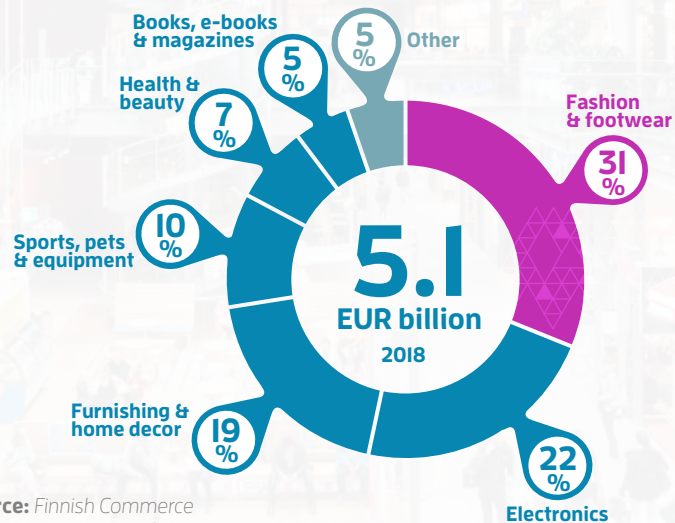 Books, e-books
& magazines
5
%
5
%
Other
Health &
beauty
7
%
Fashion
& footwear
31
%
10
%
Sports, pets
& equipment
5.1
EUR billion
2018
Furnishing &
home decor
19
%
22
%
Electronics
Finnish Commerce